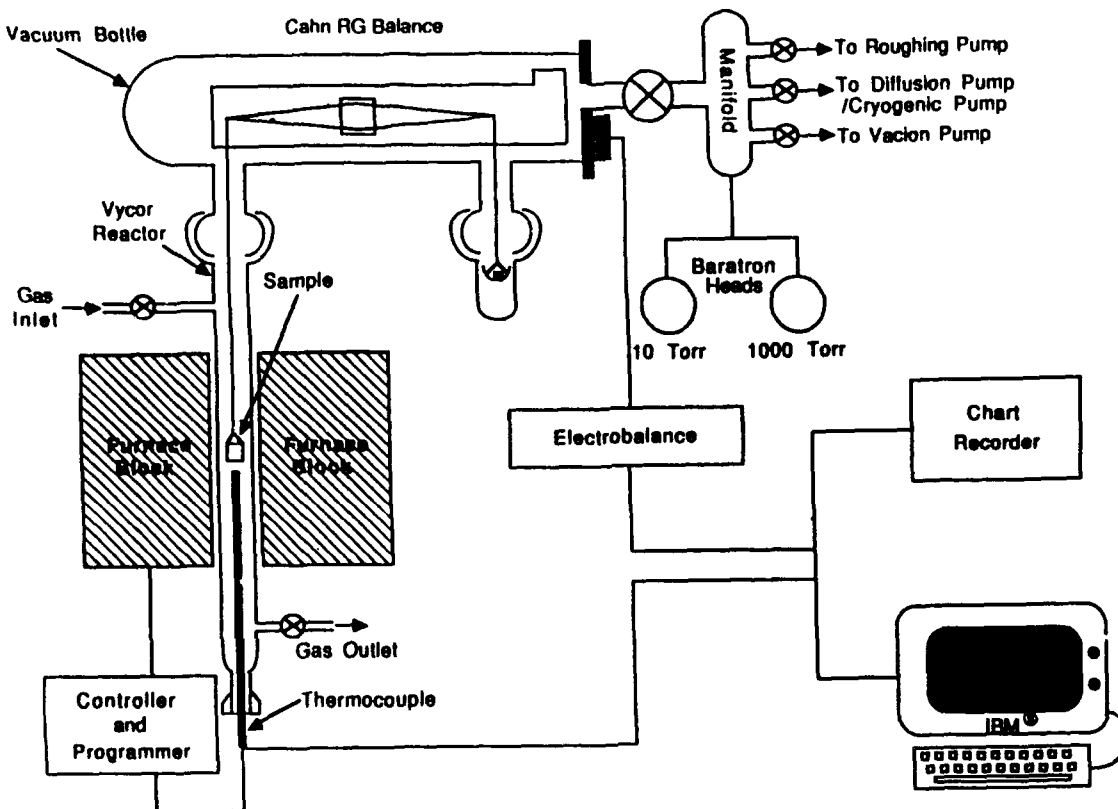 Cahn RG Balance
Vacuum Bottle
To Roughing Pump
Manifold
To Diffusion Pump
/Cryogenic Pump
To Vacion Pump
Vycor
Reactor
Sample
Gas
Inlet
Baratron
Heads
10 Torr
1000 Torr
Furnace
Block
Furnace
Block
Electrobalance
Chart
Recorder
Gas Outlet
Controller
and
Programmer
Thermocouple
IBM®